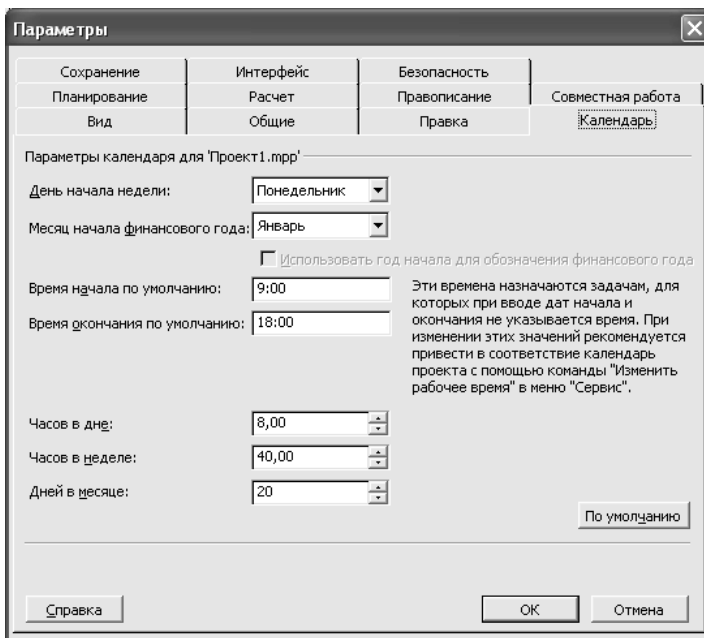 Параметры
Сохранение Интерфейс Безопасность
Планирование Расчет Правописание Совместная работа
Вид Общие Правка Календарь
Параметры календаря для 'Проект1.mpp'
День начала недели: Понедельник
Месяц начала финансового года: Январь
Использовать год начала для обозначения финансового года
Время начала по умолчанию: 9:00
Время окончания по умолчанию: 18:00
Эти времена назначаются задачам, для
которых при вводе дат начала и
окончания не указывается время. При
изменении этих значений рекомендуется
привести в соответствие календарь
проекта с помощью команды "Изменить
рабочее время" в меню "Сервис".
Часов в дне: 8,00
Часов в неделе: 40,00
Дней в месяце: 20
По умолчанию
Справка ОК Отмена